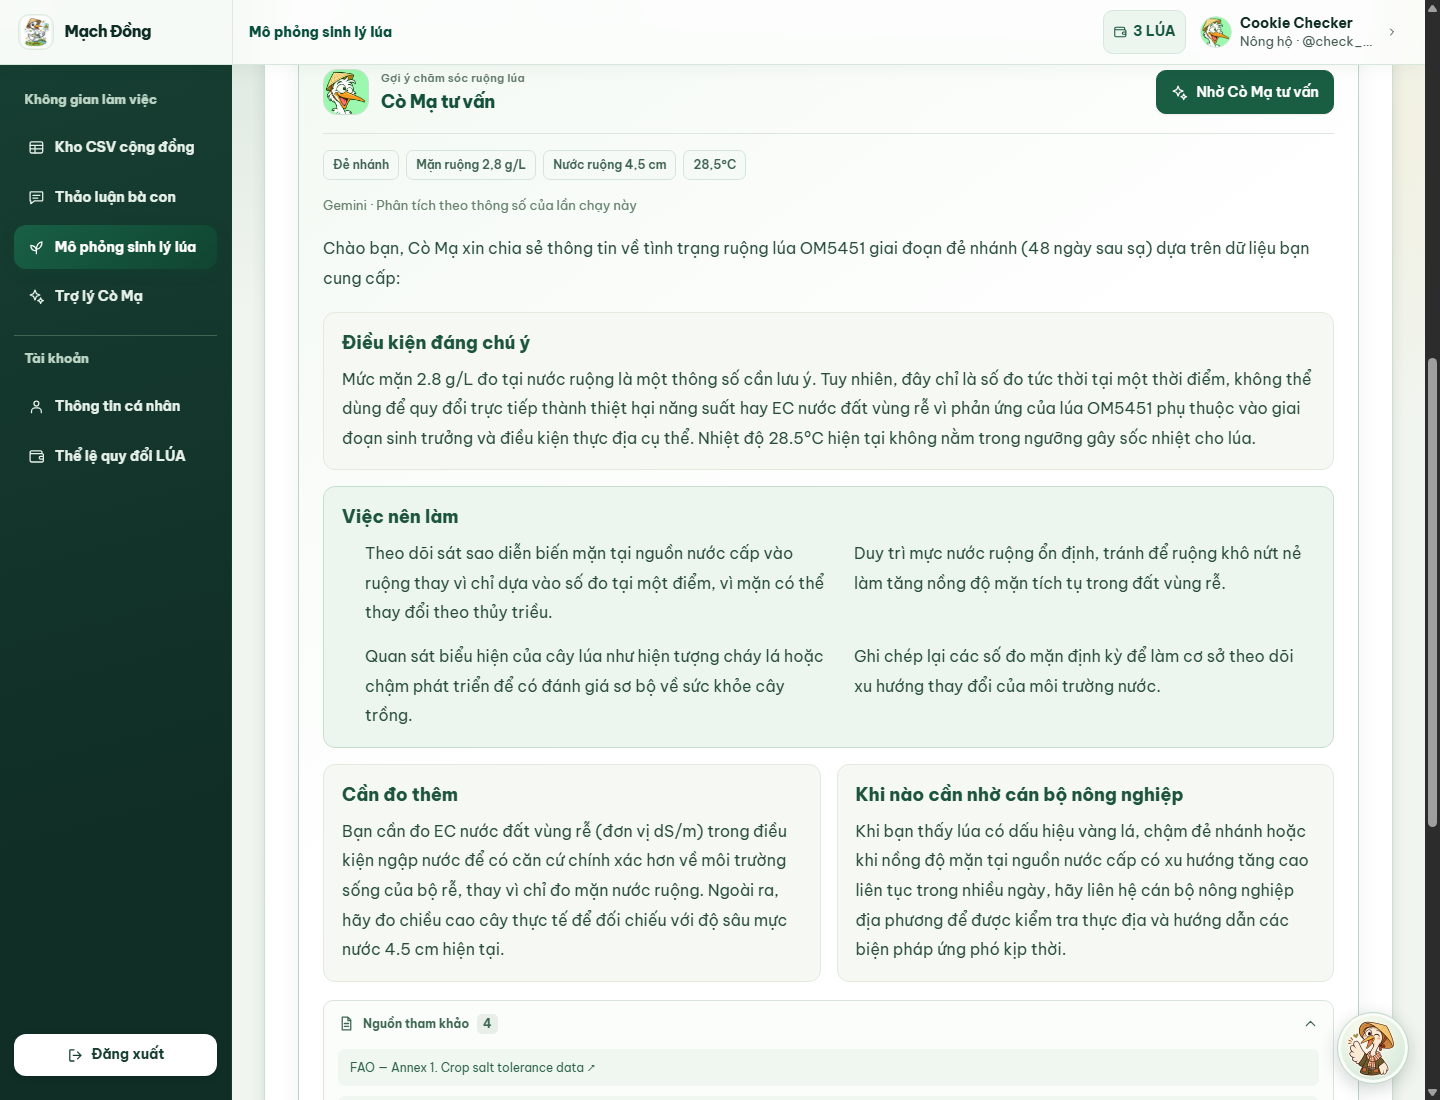 Mạch Đồng
Mô phỏng sinh lý lúa
3 LÚA
Cookie Checker
Nông hộ · @check_...
Không gian làm việc
Kho CSV cộng đồng
Thảo luận bà con
Mô phỏng sinh lý lúa
Trợ lý Cò Mạ
Tài khoản
Thông tin cá nhân
Thể lệ quy đổi LÚA
Đăng xuất
Gợi ý chăm sóc ruộng lúa
Cò Mạ tư vấn
Nhờ Cò Mạ tư vấn
Đẻ nhánh
Mặn ruộng 2,8 g/L
Nước ruộng 4,5 cm
28,5°C
Gemini · Phân tích theo thông số của lần chạy này
Chào bạn, Cò Mạ xin chia sẻ thông tin về tình trạng ruộng lúa OM5451 giai đoạn đẻ nhánh (48 ngày sau sạ) dựa trên dữ liệu bạn
cung cấp:
Điều kiện đáng chú ý
Mức mặn 2.8 g/L đo tại nước ruộng là một thông số cần lưu ý. Tuy nhiên, đây chỉ là số đo tức thời tại một thời điểm, không thể
dùng để quy đổi trực tiếp thành thiệt hại năng suất hay EC nước đất vùng rễ vì phản ứng của lúa OM5451 phụ thuộc vào giai
đoạn sinh trưởng và điều kiện thực địa cụ thể. Nhiệt độ 28.5°C hiện tại không nằm trong ngưỡng gây sốc nhiệt cho lúa.
Việc nên làm
Theo dõi sát sao diễn biến mặn tại nguồn nước cấp vào
ruộng thay vì chỉ dựa vào số đo tại một điểm, vì mặn có thể
thay đổi theo thủy triều.
Duy trì mực nước ruộng ổn định, tránh để ruộng khô nứt nẻ
làm tăng nồng độ mặn tích tụ trong đất vùng rễ.
Quan sát biểu hiện của cây lúa như hiện tượng cháy lá hoặc
chậm phát triển để có đánh giá sơ bộ về sức khỏe cây
trồng.
Ghi chép lại các số đo mặn định kỳ để làm cơ sở theo dõi
xu hướng thay đổi của môi trường nước.
Cần đo thêm
Bạn cần đo EC nước đất vùng rễ (đơn vị dS/m) trong điều
kiện ngập nước để có căn cứ chính xác hơn về môi trường
sống của bộ rễ, thay vì chỉ đo mặn nước ruộng. Ngoài ra,
hãy đo chiều cao cây thực tế để đối chiếu với độ sâu mực
nước 4.5 cm hiện tại.
Khi nào cần nhờ cán bộ nông nghiệp
Khi bạn thấy lúa có dấu hiệu vàng lá, chậm đẻ nhánh hoặc
khi nồng độ mặn tại nguồn nước cấp có xu hướng tăng cao
liên tục trong nhiều ngày, hãy liên hệ cán bộ nông nghiệp
địa phương để được kiểm tra thực địa và hướng dẫn các
biện pháp ứng phó kịp thời.
Nguồn tham khảo 4
FAO — Annex 1. Crop salt tolerance data ↗